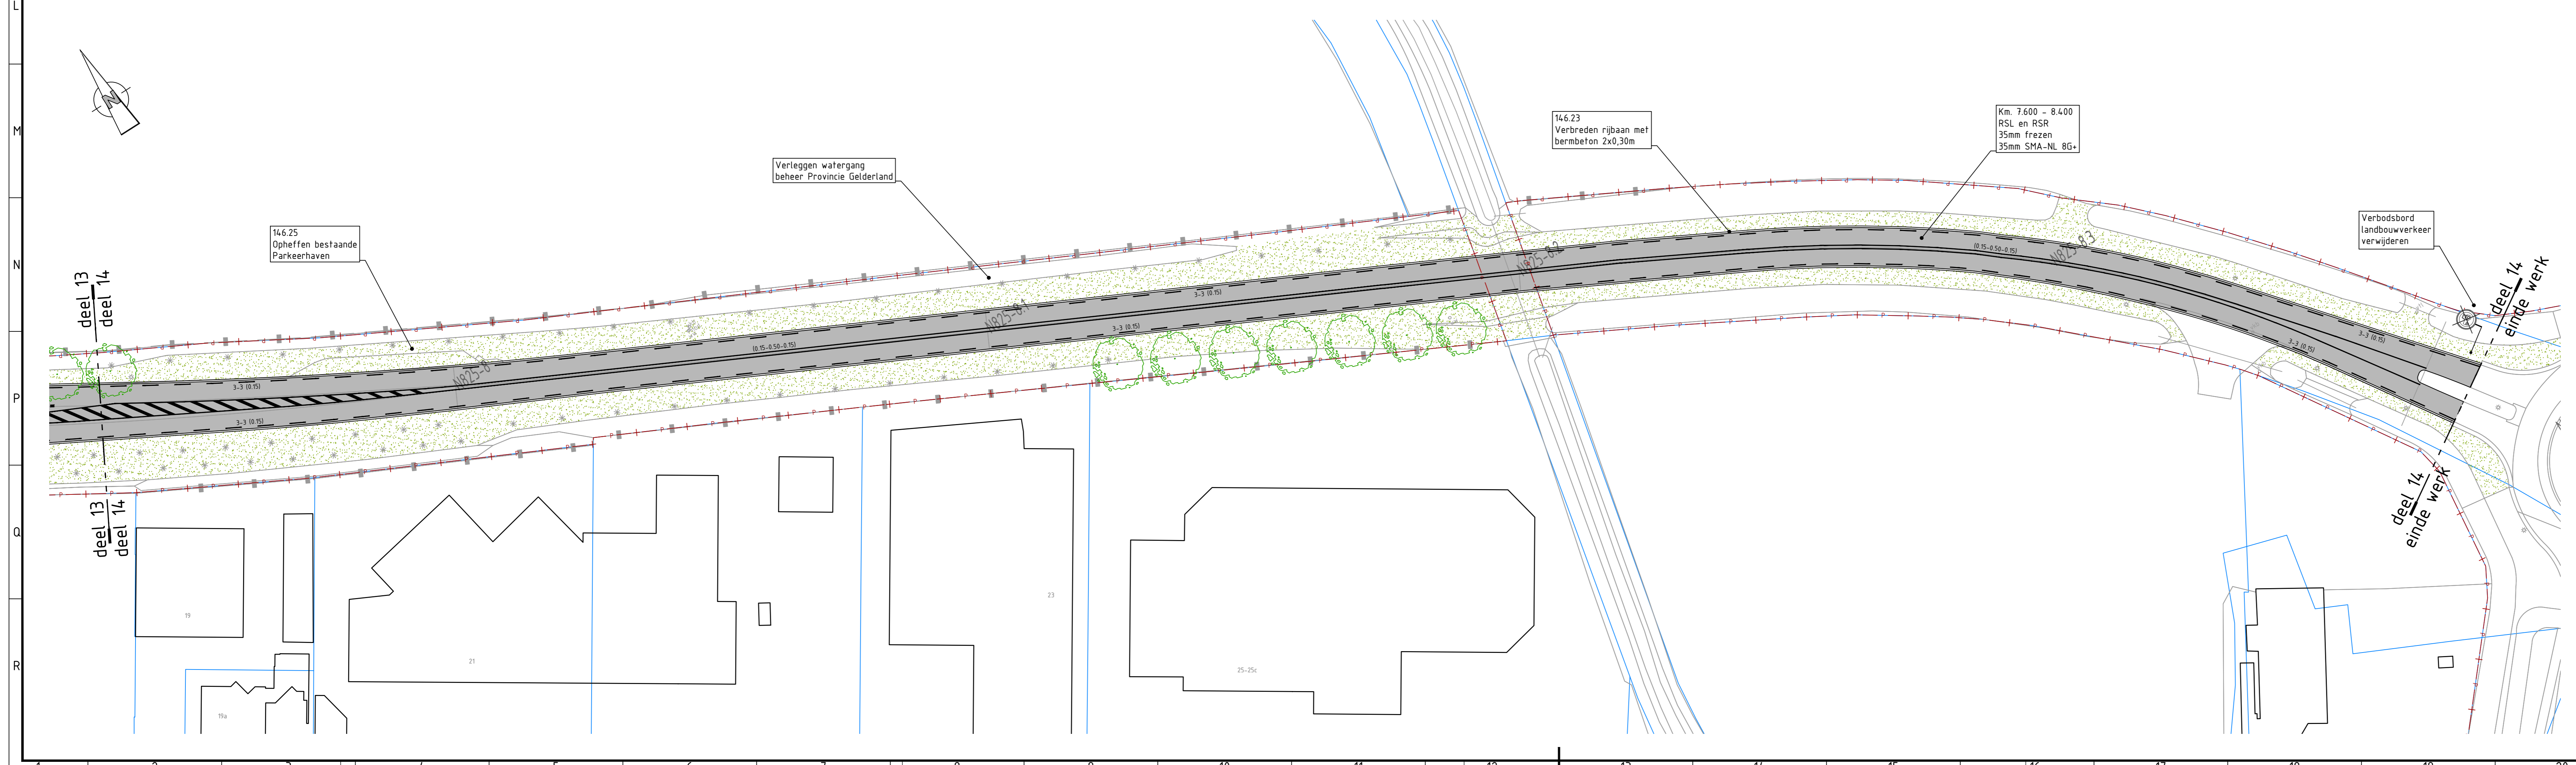 L
M
N
P
Q
R
N
146.25
Opheffen bestaande
Parkeerhaven
Verleggen watergang
beheer Provincie Gelderland
146.23
Verbreden rijbaan met
bermbeton 2x0,30m
Km. 7.600 - 8.400
RSL en RSR
35mm frezen
35mm SMA-NL 8G+
Verbodsbord
landbouwverkeer
verwijderen
deel 13
deel 14
deel 14
einde werk
3-3 (0.15)
3-3 (0.15)
(0.15-0.50-0.15)
3-3 (0.15)
3-3 (0.15)
(0.15-0.50-0.15)
3-3 (0.15)
3-3 (0.15)
N825-8.1
N825-8.2
N825-8.3
deel 13
deel 14
deel 14
einde werk
19
19a
21
23
25-25c